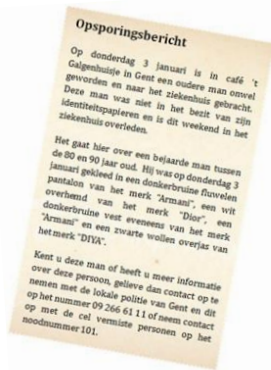 Opsporingsbericht
Op donderdag 3 januari is in café 't
Galgenhuisje in Gent een oudere man onwel
geworden en naar het ziekenhuis gebracht.
Deze man was niet in het bezit van zijn
identiteitspapieren en is dit weekend in het
ziekenhuis overleden.
Het gaat hier over een bejaarde man tussen
de 80 en 90 jaar oud. Hij was op donderdag 3
januari gekleed in een donkerbruine fluwelen
pantalon van het merk "Armani", een wit
overhemd van het merk "Dior", een
donkerbruine vest eveneens van het merk
"Armani" en een zwarte wollen overjas van
het merk "DIYA".
Kent u deze man of heeft u meer informatie
over deze persoon, gelieve dan contact op te
nemen met de lokale politie van Gent en dit
op het nummer 09 266 61 11 of neem contact
op met de cel vermiste personen op het
noodnummer 101.